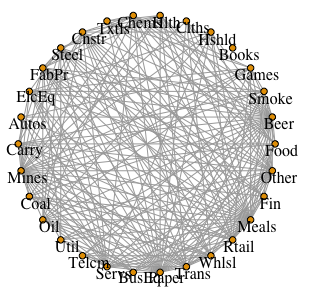 Txtls
Chems
Hlth
Clths
Cnstr
Hshld
Steel
Books
FabPr
Games
ElcEq
Smoke
Autos
Beer
Carry
Food
Mines
Other
Coal
Fin
Oil
Meals
Util
Rtail
Telcm
Whlsl
Servs
BusEq
Paper
Trans